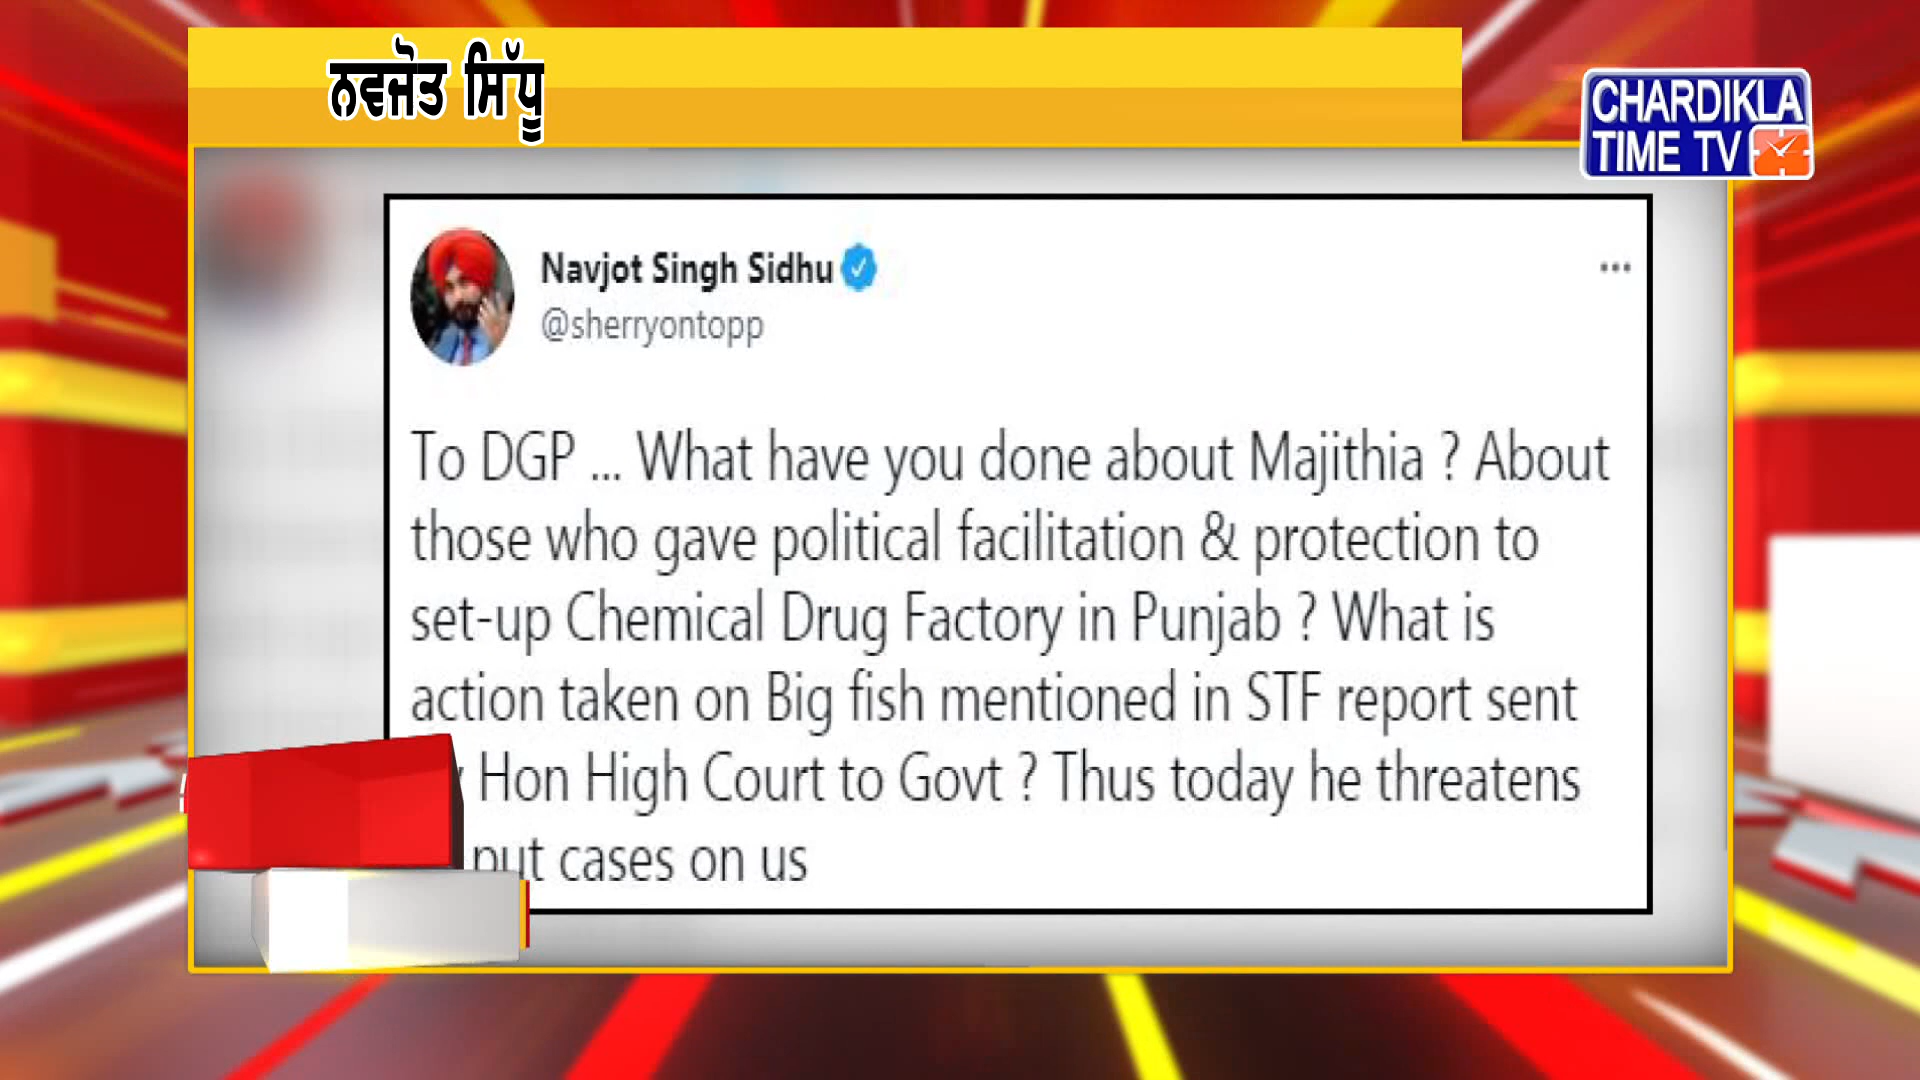 ਨਵਜੋਤ ਸਿੱਧੂ
CHARDIKLA
TIME TV
Navjot Singh Sidhu
@sherryontopp
To DGP ... What have you done about Majithia ? About
those who gave political facilitation & protection to
set-up Chemical Drug Factory in Punjab ? What is
action taken on Big fish mentioned in STF report sent
Hon High Court to Govt ? Thus today he threatens
put cases on us